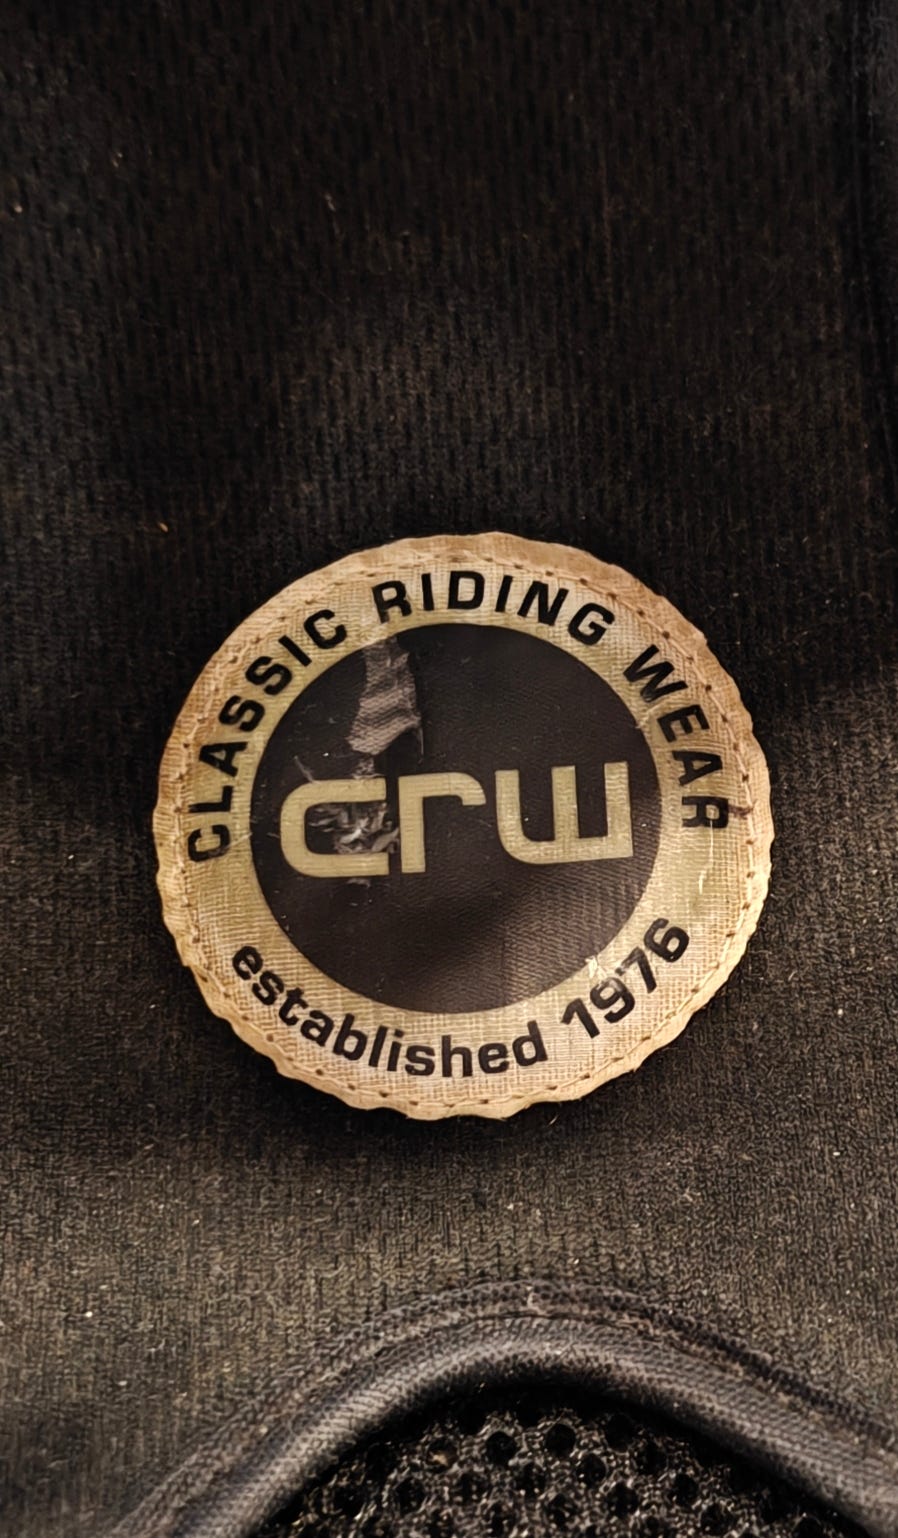 CLASSIC RIDING WEAR
crw
established 1976